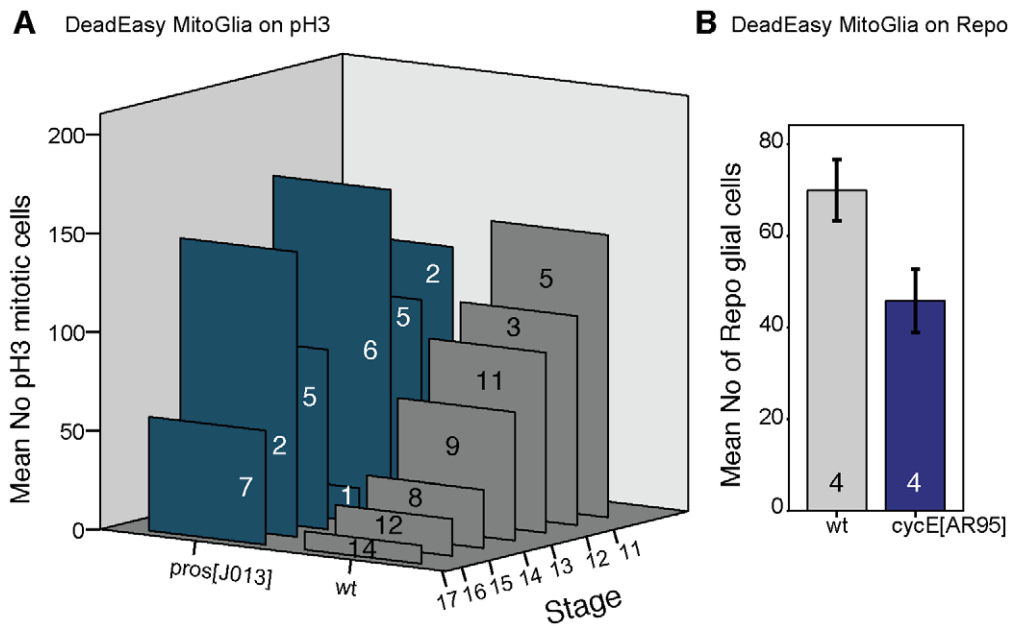 A DeadEasy MitoGlia on pH3
Mean No pH3 mitotic cells
200
150
100
50
0
2
5
6
5
2
7
1
5
3
11
9
8
12
14
pros[J013]
wt
17 16 15 14 13 12 11
Stage
B DeadEasy MitoGlia on Repo
Mean No of Repo glial cells
80
60
40
20
0
4
4
wt cycE[AR95]